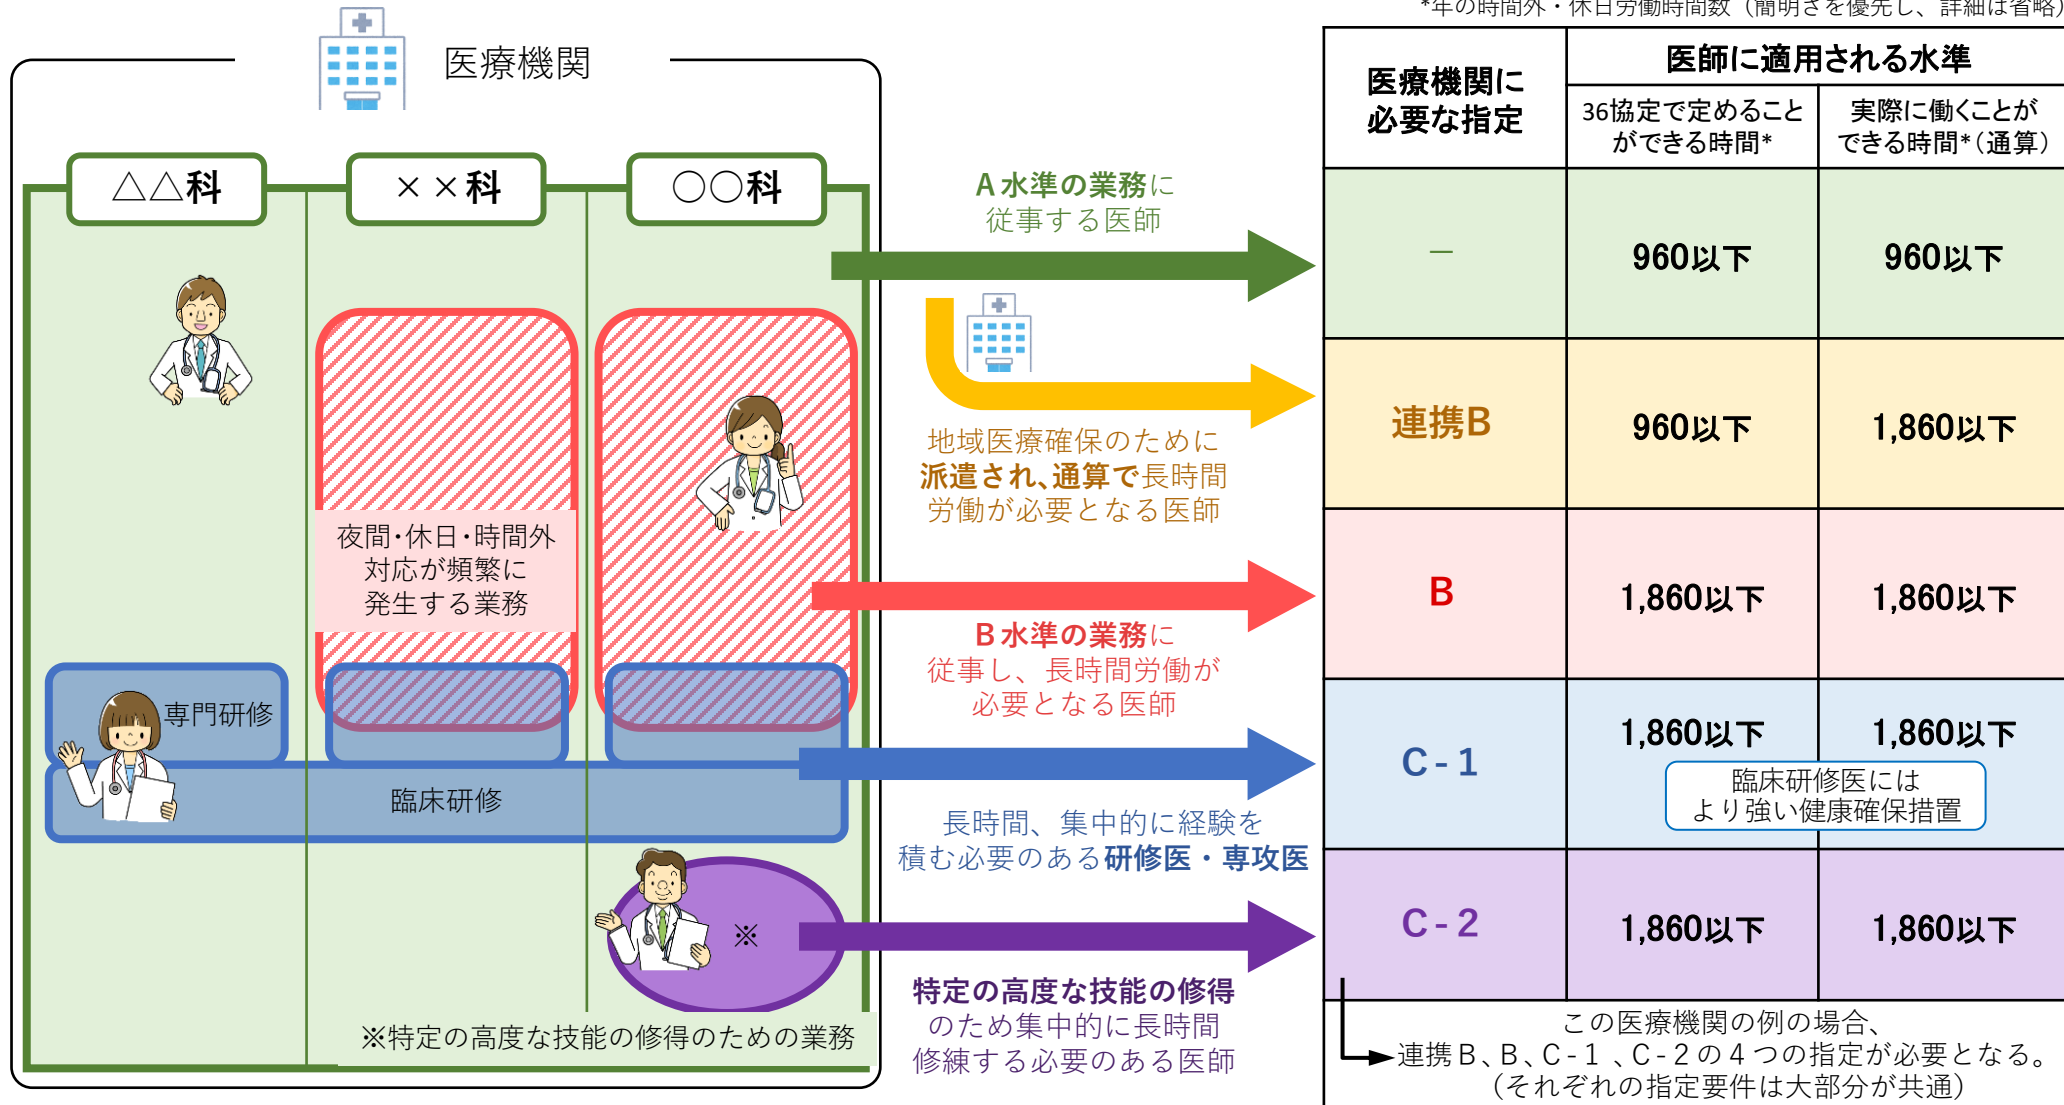 *年の時間外・休日労働時間数（簡明さを優先し、詳細は省略）
医療機関
△△科
××科
○○科
夜間・休日・時間外
対応が頻繁に
発生する業務
専門研修
臨床研修
※
※特定の高度な技能の修得のための業務
A水準の業務に
従事する医師
地域医療確保のために
派遣され、通算で長時間
労働が必要となる医師
B水準の業務に
従事し、長時間労働が
必要となる医師
長時間、集中的に経験を
積む必要のある研修医・専攻医
特定の高度な技能の修得
のため集中的に長時間
修練する必要のある医師
医療機関に
必要な指定
医師に適用される水準
36協定で定めること
ができる時間*
実際に働くことが
できる時間*（通算）
－ 960以下 960以下
連携B 960以下 1,860以下
B 1,860以下 1,860以下
C-1 1,860以下 1,860以下
臨床研修医には
より強い健康確保措置
C-2 1,860以下 1,860以下
この医療機関の例の場合、
連携Ｂ、Ｂ、Ｃ-１、Ｃ-２の４つの指定が必要となる。
（それぞれの指定要件は大部分が共通）